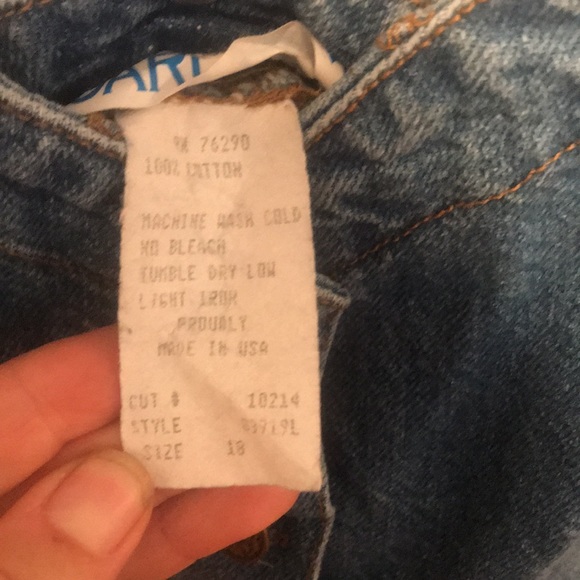 RN 76290
100% COTTON
MACHINE WASH COLD
NO BLEACH
TUMBLE DRY LOW
LIGHT IRON
PROUDLY
MADE IN USA
CUT # 10214
STYLE
SIZE 18